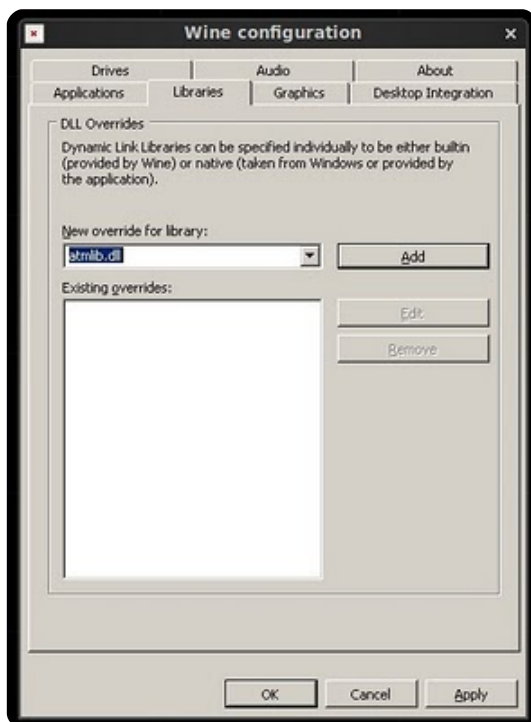 Wine configuration
Drives Audio About
Applications Libraries Graphics Desktop Integration
DLL Overrides
Dynamic Link Libraries can be specified individually to be either builtin
(provided by Wine) or native (taken from Windows or provided by
the application).
New override for library:
atmlib.dll Add
Existing overrides:
Edit
Remove
OK Cancel Apply